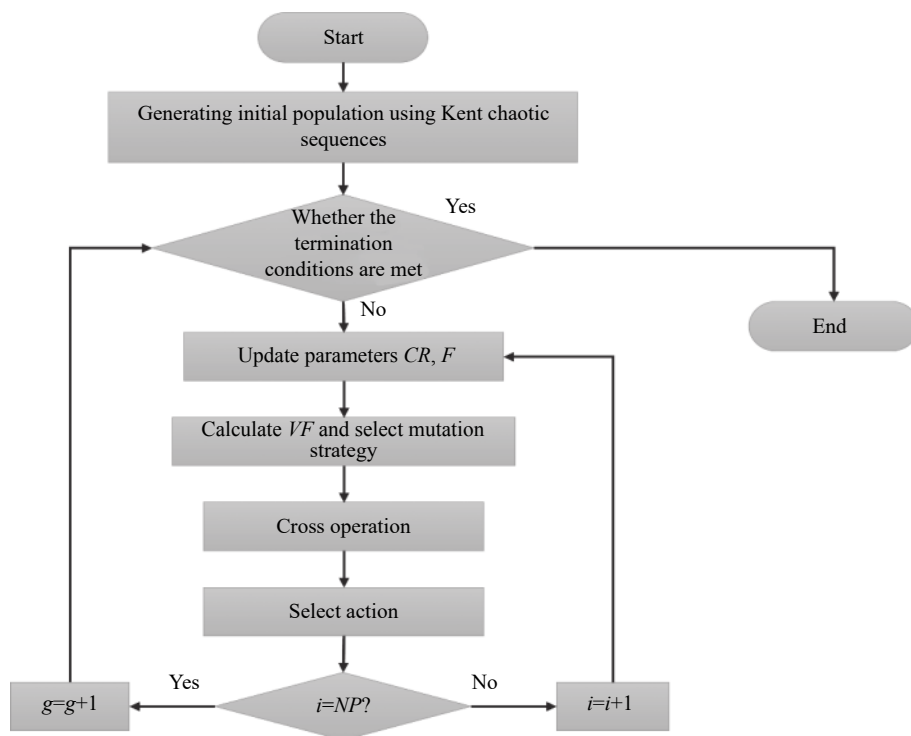 Start
Generating initial population using Kent chaotic
sequences
Yes
Whether the
termination
conditions are met
No
End
Update parameters CR, F
Calculate VF and select mutation
strategy
Cross operation
Select action
Yes
No
g=g+1
i=NP?
i=i+1